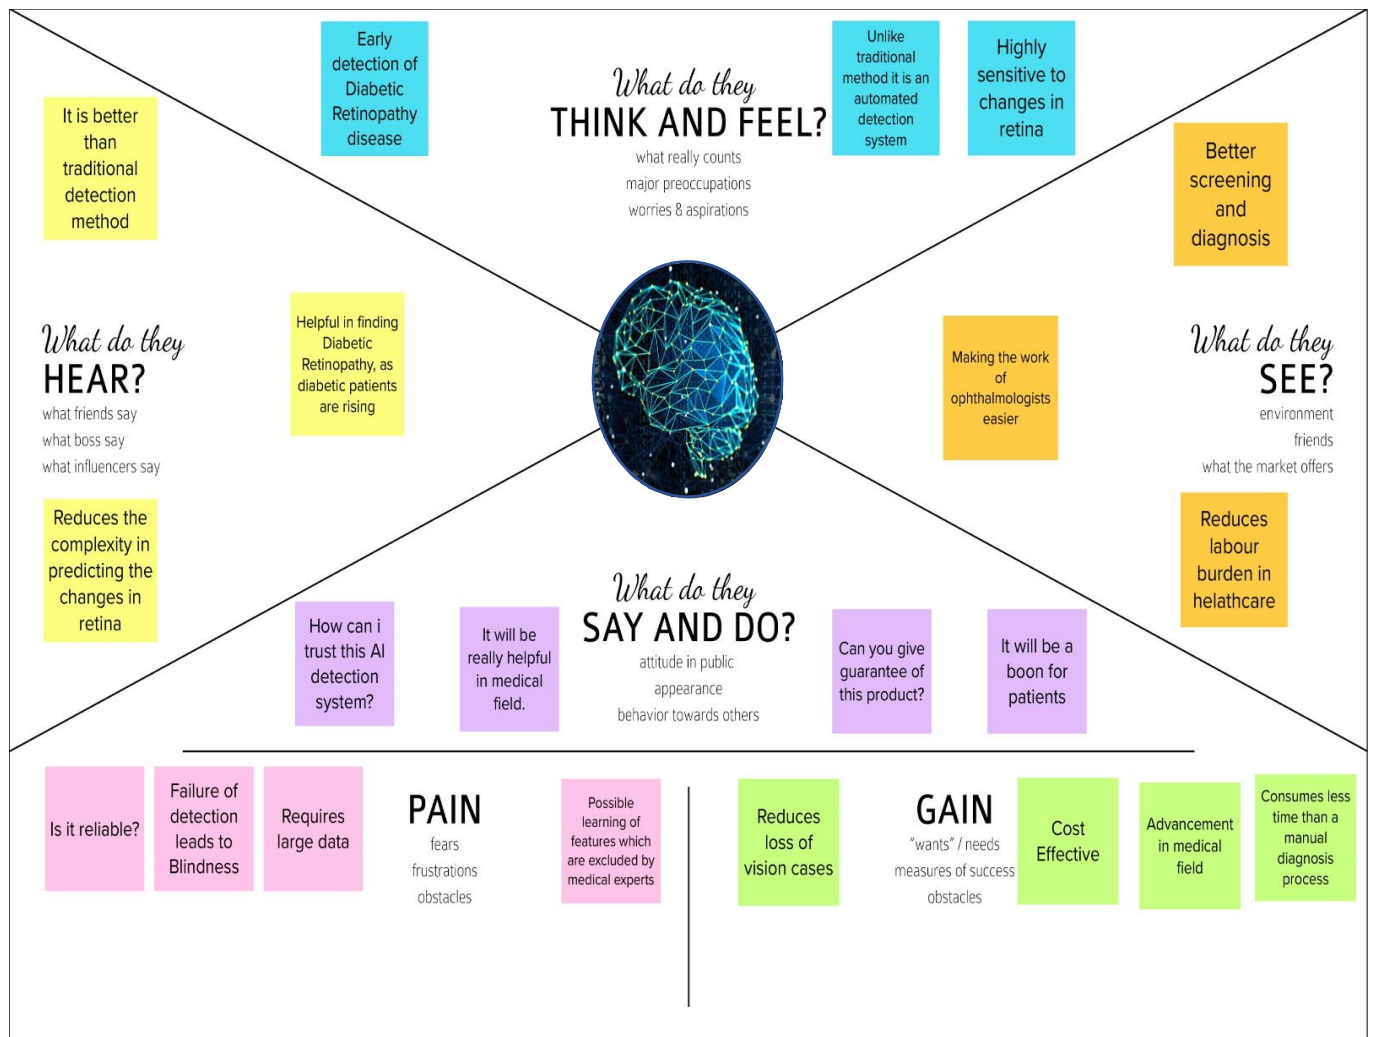 Early
detection of
Diabetic
Retinopathy
disease
What do they
THINK AND FEEL?
what really counts
major preoccupations
worries & aspirations
Unlike
traditional
method it is an
automated
detection
system
Highly
sensitive to
changes in
retina
It is better
than
traditional
detection
method
Helpful in finding
Diabetic
Retinopathy, as
diabetic patients
are rising
What do they
HEAR?
what friends say
what boss say
what influencers say
Reduces the
complexity in
predicting the
changes in
retina
Better
screening
and
diagnosis
Making the work
of
ophthalmologists
easier
What do they
SEE?
environment
friends
what the market offers
Reduces
labour
burden in
helathcare
What do they
SAY AND DO?
attitude in public
appearance
behavior towards others
How can i
trust this AI
detection
system?
It will be
really helpful
in medical
field.
Can you give
guarantee of
this product?
It will be a
boon for
patients
Is it reliable?
Failure of
detection
leads to
Blindness
Requires
large data
PAIN
fears
frustrations
obstacles
Possible
learning of
features which
are excluded by
medical experts
Reduces
loss of
vision cases
GAIN
"wants" / needs
measures of success
obstacles
Cost
Effective
Advancement
in medical
field
Consumes less
time than a
manual
diagnosis
process